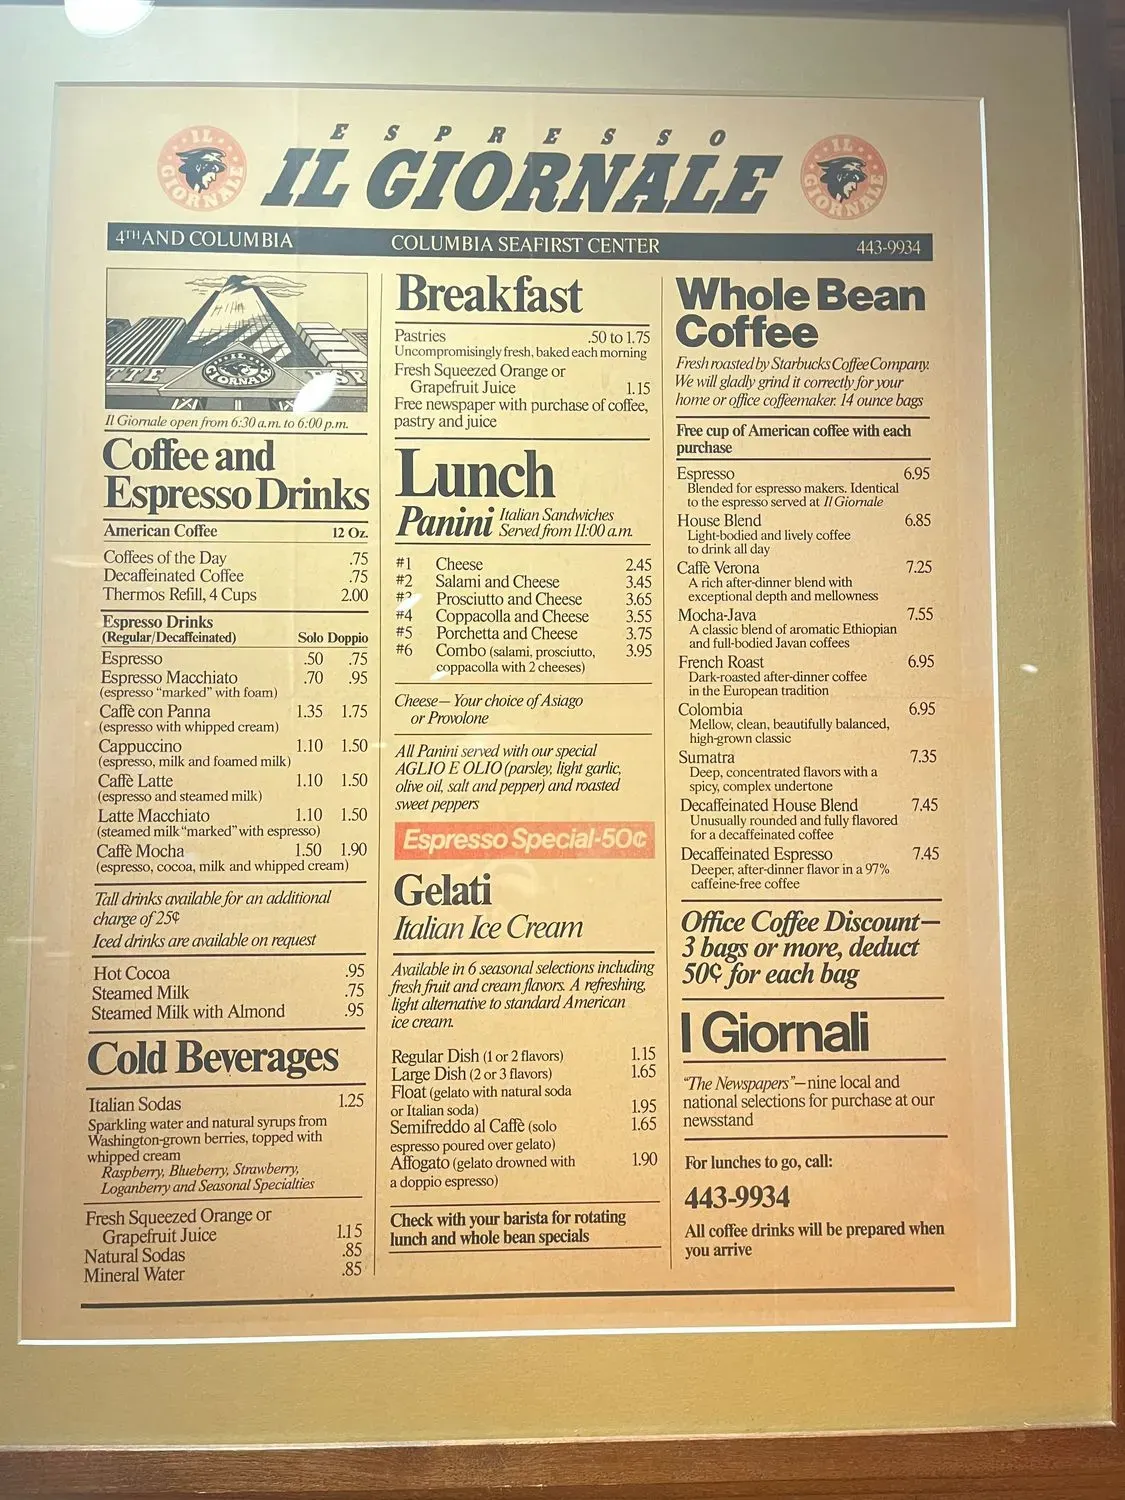 ESPRESSO
IL GIORNALE
IL GIORNALE
IL GIORNALE
4TH AND COLUMBIA COLUMBIA SEAFIRST CENTER 443-9934
IL GIORNALE
TTE
ESP
Il Giornale open from 6:30 a.m. to 6:00 p.m.
Coffee and
Espresso Drinks
American Coffee 12 Oz.
Coffees of the Day .75
Decaffeinated Coffee .75
Thermos Refill, 4 Cups 2.00
Espresso Drinks
(Regular/Decaffeinated) Solo Doppio
Espresso .50 .75
Espresso Macchiato .70 .95
(espresso "marked" with foam)
Caffè con Panna 1.35 1.75
(espresso with whipped cream)
Cappuccino 1.10 1.50
(espresso, milk and foamed milk)
Caffè Latte 1.10 1.50
(espresso and steamed milk)
Latte Macchiato 1.10 1.50
(steamed milk "marked" with espresso)
Caffè Mocha 1.50 1.90
(espresso, cocoa, milk and whipped cream)
Tall drinks available for an additional
charge of 25¢
Iced drinks are available on request
Hot Cocoa .95
Steamed Milk .75
Steamed Milk with Almond .95
Cold Beverages
Italian Sodas 1.25
Sparkling water and natural syrups from
Washington-grown berries, topped with
whipped cream
Raspberry, Blueberry, Strawberry,
Loganberry and Seasonal Specialties
Fresh Squeezed Orange or
Grapefruit Juice 1.15
Natural Sodas .85
Mineral Water .85
Breakfast
Pastries .50 to 1.75
Uncompromisingly fresh, baked each morning
Fresh Squeezed Orange or
Grapefruit Juice 1.15
Free newspaper with purchase of coffee,
pastry and juice
Lunch
Panini Italian Sandwiches
Served from 11:00 a.m.
#1 Cheese 2.45
#2 Salami and Cheese 3.45
#3 Prosciutto and Cheese 3.65
#4 Coppacolla and Cheese 3.55
#5 Porchetta and Cheese 3.75
#6 Combo (salami, prosciutto, 3.95
coppacolla with 2 cheeses)
Cheese— Your choice of Asiago
or Provolone
All Panini served with our special
AGLIO E OLIO (parsley, light garlic,
olive oil, salt and pepper) and roasted
sweet peppers
Espresso Special-50¢
Gelati
Italian Ice Cream
Available in 6 seasonal selections including
fresh fruit and cream flavors. A refreshing,
light alternative to standard American
ice cream.
Regular Dish (1 or 2 flavors) 1.15
Large Dish (2 or 3 flavors) 1.65
Float (gelato with natural soda
or Italian soda) 1.95
Semifreddo al Caffè (solo 1.65
espresso poured over gelato)
Affogato (gelato drowned with 1.90
a doppio espresso)
Check with your barista for rotating
lunch and whole bean specials
Whole Bean
Coffee
Fresh roasted by Starbucks Coffee Company.
We will gladly grind it correctly for your
home or office coffeemaker. 14 ounce bags
Free cup of American coffee with each
purchase
Espresso 6.95
Blended for espresso makers. Identical
to the espresso served at Il Giornale
House Blend 6.85
Light-bodied and lively coffee
to drink all day
Caffè Verona 7.25
A rich after-dinner blend with
exceptional depth and mellowness
Mocha-Java 7.55
A classic blend of aromatic Ethiopian
and full-bodied Javan coffees
French Roast 6.95
Dark-roasted after-dinner coffee
in the European tradition
Colombia 6.95
Mellow, clean, beautifully balanced,
high-grown classic
Sumatra 7.35
Deep, concentrated flavors with a
spicy, complex undertone
Decaffeinated House Blend 7.45
Unusually rounded and fully flavored
for a decaffeinated coffee
Decaffeinated Espresso 7.45
Deeper, after-dinner flavor in a 97%
caffeine-free coffee
Office Coffee Discount—
3 bags or more, deduct
50¢ for each bag
I Giornali
"The Newspapers"—nine local and
national selections for purchase at our
newsstand
For lunches to go, call:
443-9934
All coffee drinks will be prepared when
you arrive